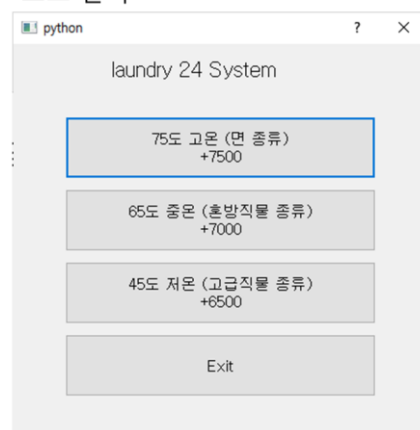 python ?
laundry 24 System
75도 고온 (면 종류)
+7500
65도 중온 (혼방직물 종류)
+7000
45도 저온 (고급직물 종류)
+6500
Exit